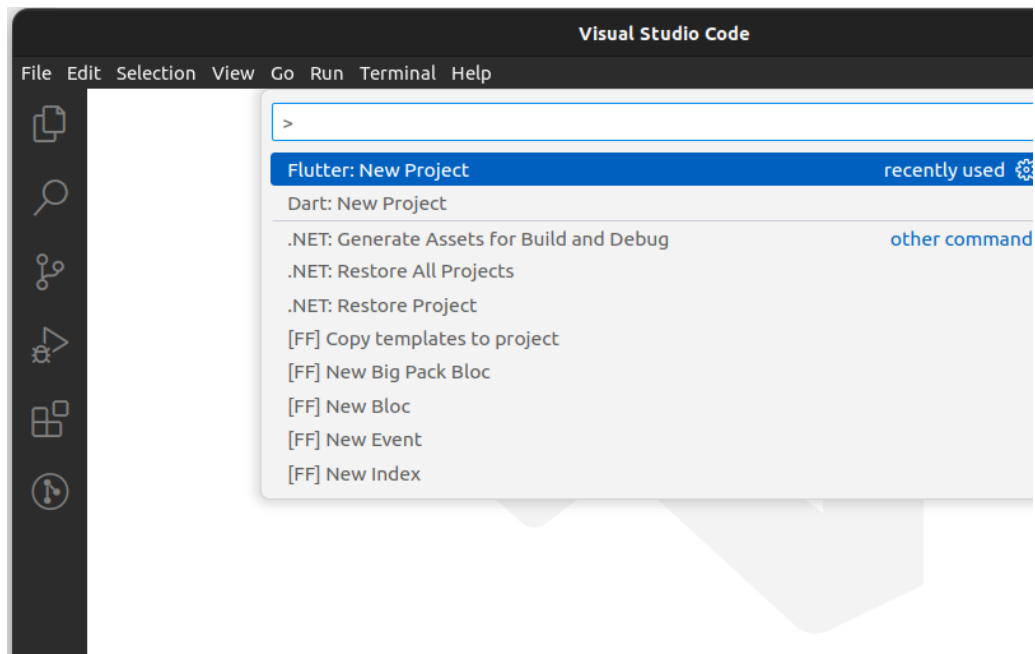 Visual Studio Code
File Edit Selection View Go Run Terminal Help
>
Flutter: New Project recently used
Dart: New Project
.NET: Generate Assets for Build and Debug other command
.NET: Restore All Projects
.NET: Restore Project
[FF] Copy templates to project
[FF] New Big Pack Bloc
[FF] New Bloc
[FF] New Event
[FF] New Index